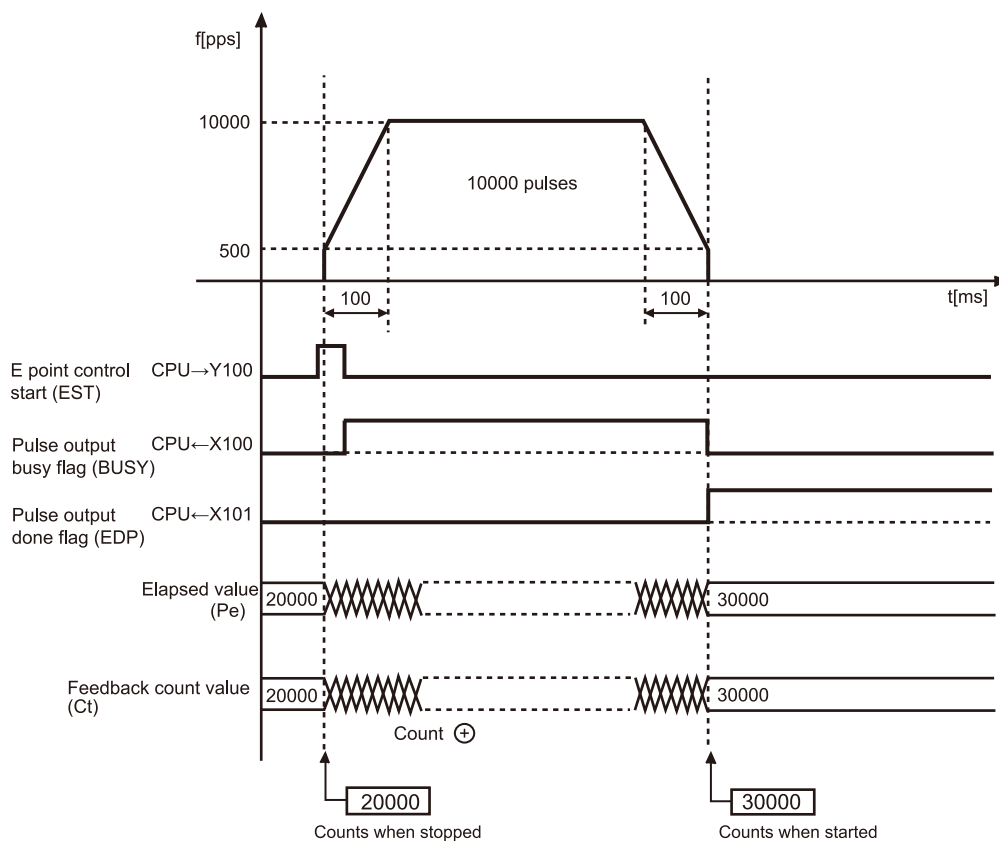 f[pps]
10000
10000 pulses
500
100
100
t[ms]
E point control
start (EST)
CPU→Y100
Pulse output
busy flag (BUSY)
CPU←X100
Pulse output
done flag (EDP)
CPU←X101
Elapsed value
(Pe)
20000
30000
Feedback count value
(Ct)
20000
30000
Count ⊕
20000
Counts when stopped
30000
Counts when started